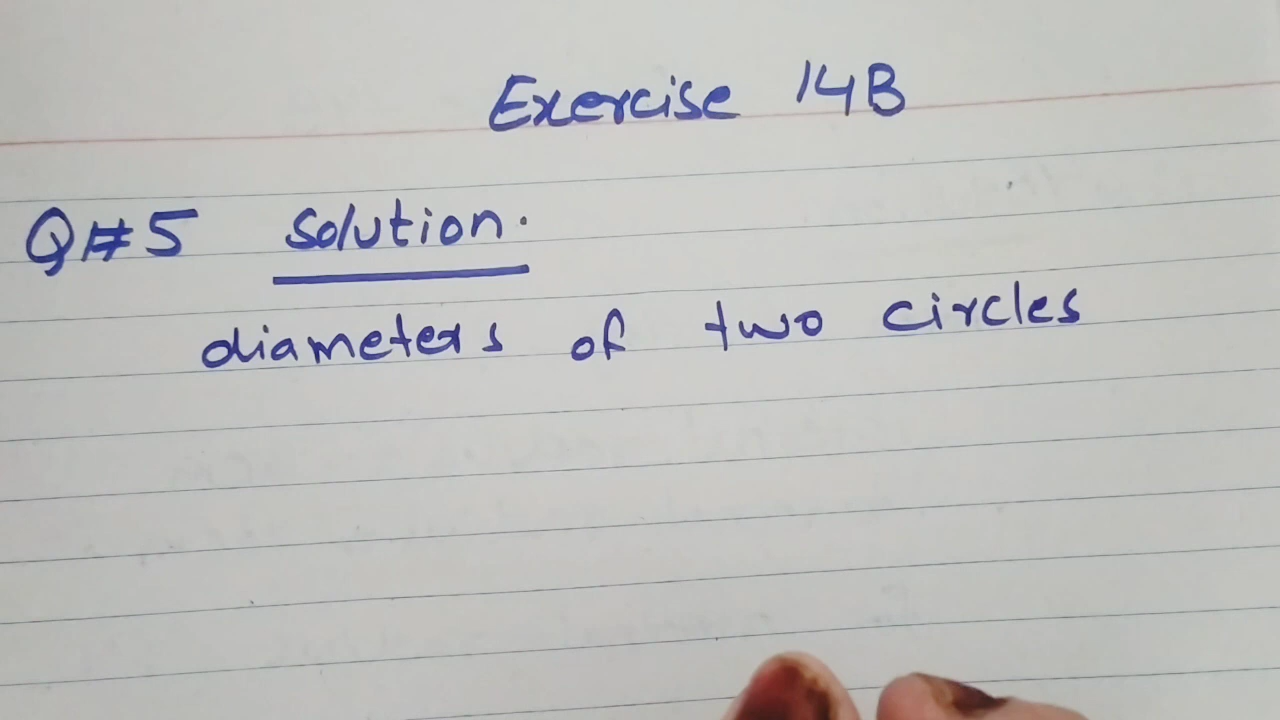 Exercise 14B
Q#5 Solution.
diameters of two circles